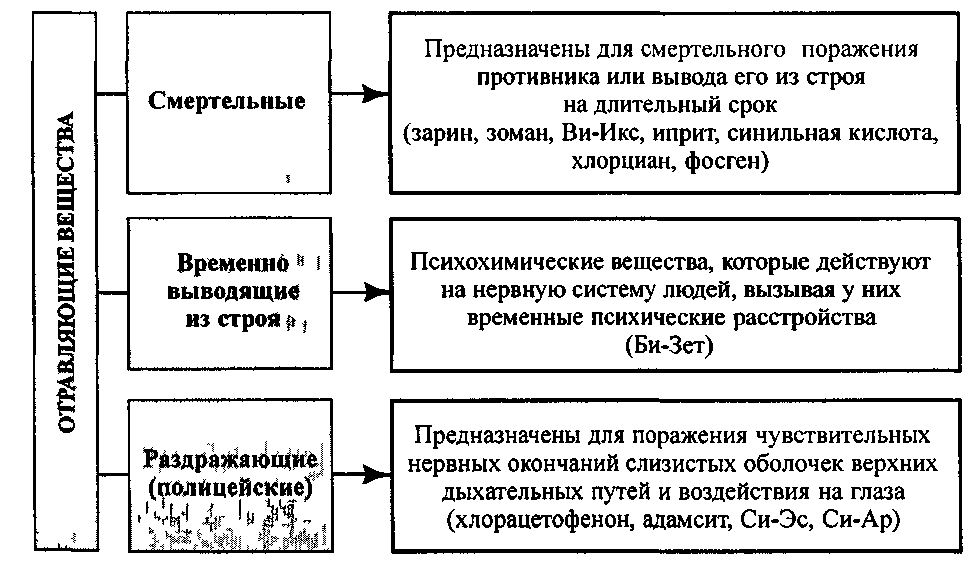 ОТРАВЛЯЮЩИЕ ВЕЩЕСТВА
Смертельные
Предназначены для смертельного поражения
противника или вывода его из строя
на длительный срок
(зарин, зоман, Ви-Икс, иприт, синильная кислота,
хлорциан, фосген)
Временно
выводящие
из строя
Психохимические вещества, которые действуют
на нервную систему людей, вызывая у них
временные психические расстройства
(Би-Зет)
Раздражающие
(полицейские)
Предназначены для поражения чувствительных
нервных окончаний слизистых оболочек верхних
дыхательных путей и воздействия на глаза
(хлорацетофенон, адамсит, Си-Эс, Си-Ар)